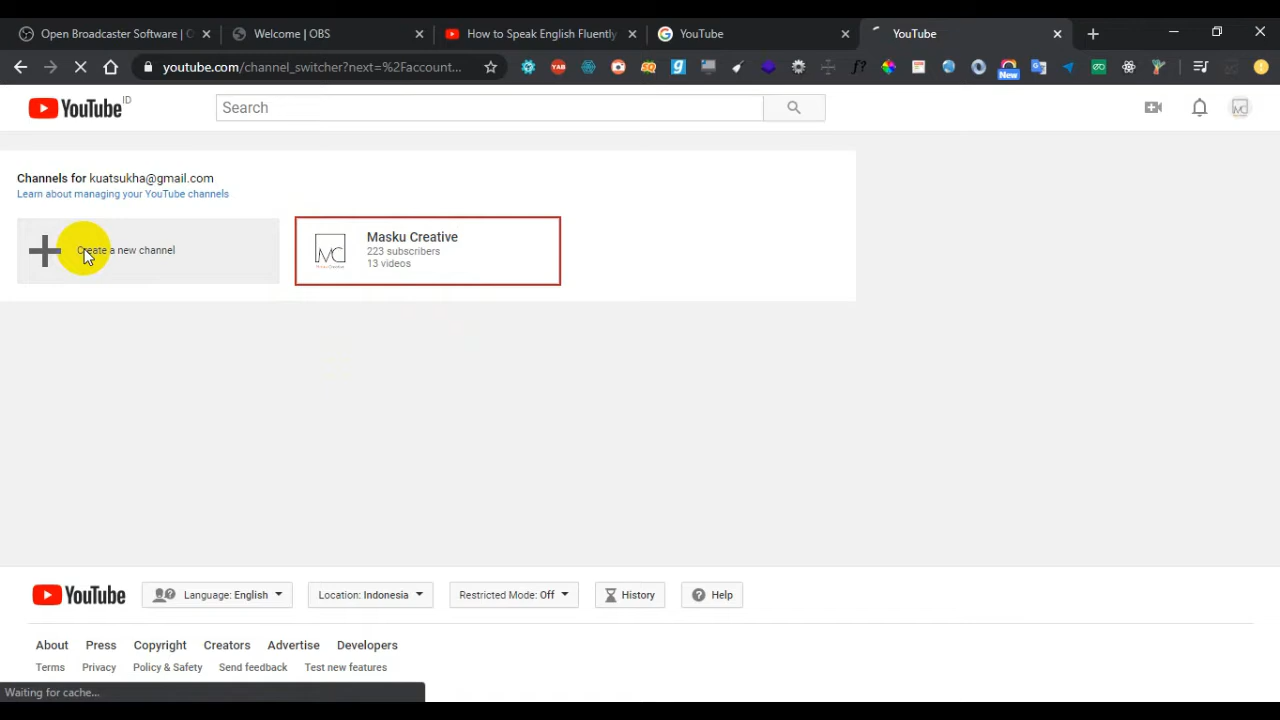 Open Broadcaster Software | O
Welcome | OBS
How to Speak English Fluently
YouTube
YouTube
youtube.com/channel_switcher?next=%2Faccount...
New
YouTube ID
Search
MC
Channels for kuatsukha@gmail.com
Learn about managing your YouTube channels
Create a new channel
MC
Masku Creative
223 subscribers
13 videos
YouTube
Language: English
Location: Indonesia
Restricted Mode: Off
History
Help
About
Press
Copyright
Creators
Advertise
Developers
Terms
Privacy
Policy & Safety
Send feedback
Test new features
Waiting for cache...